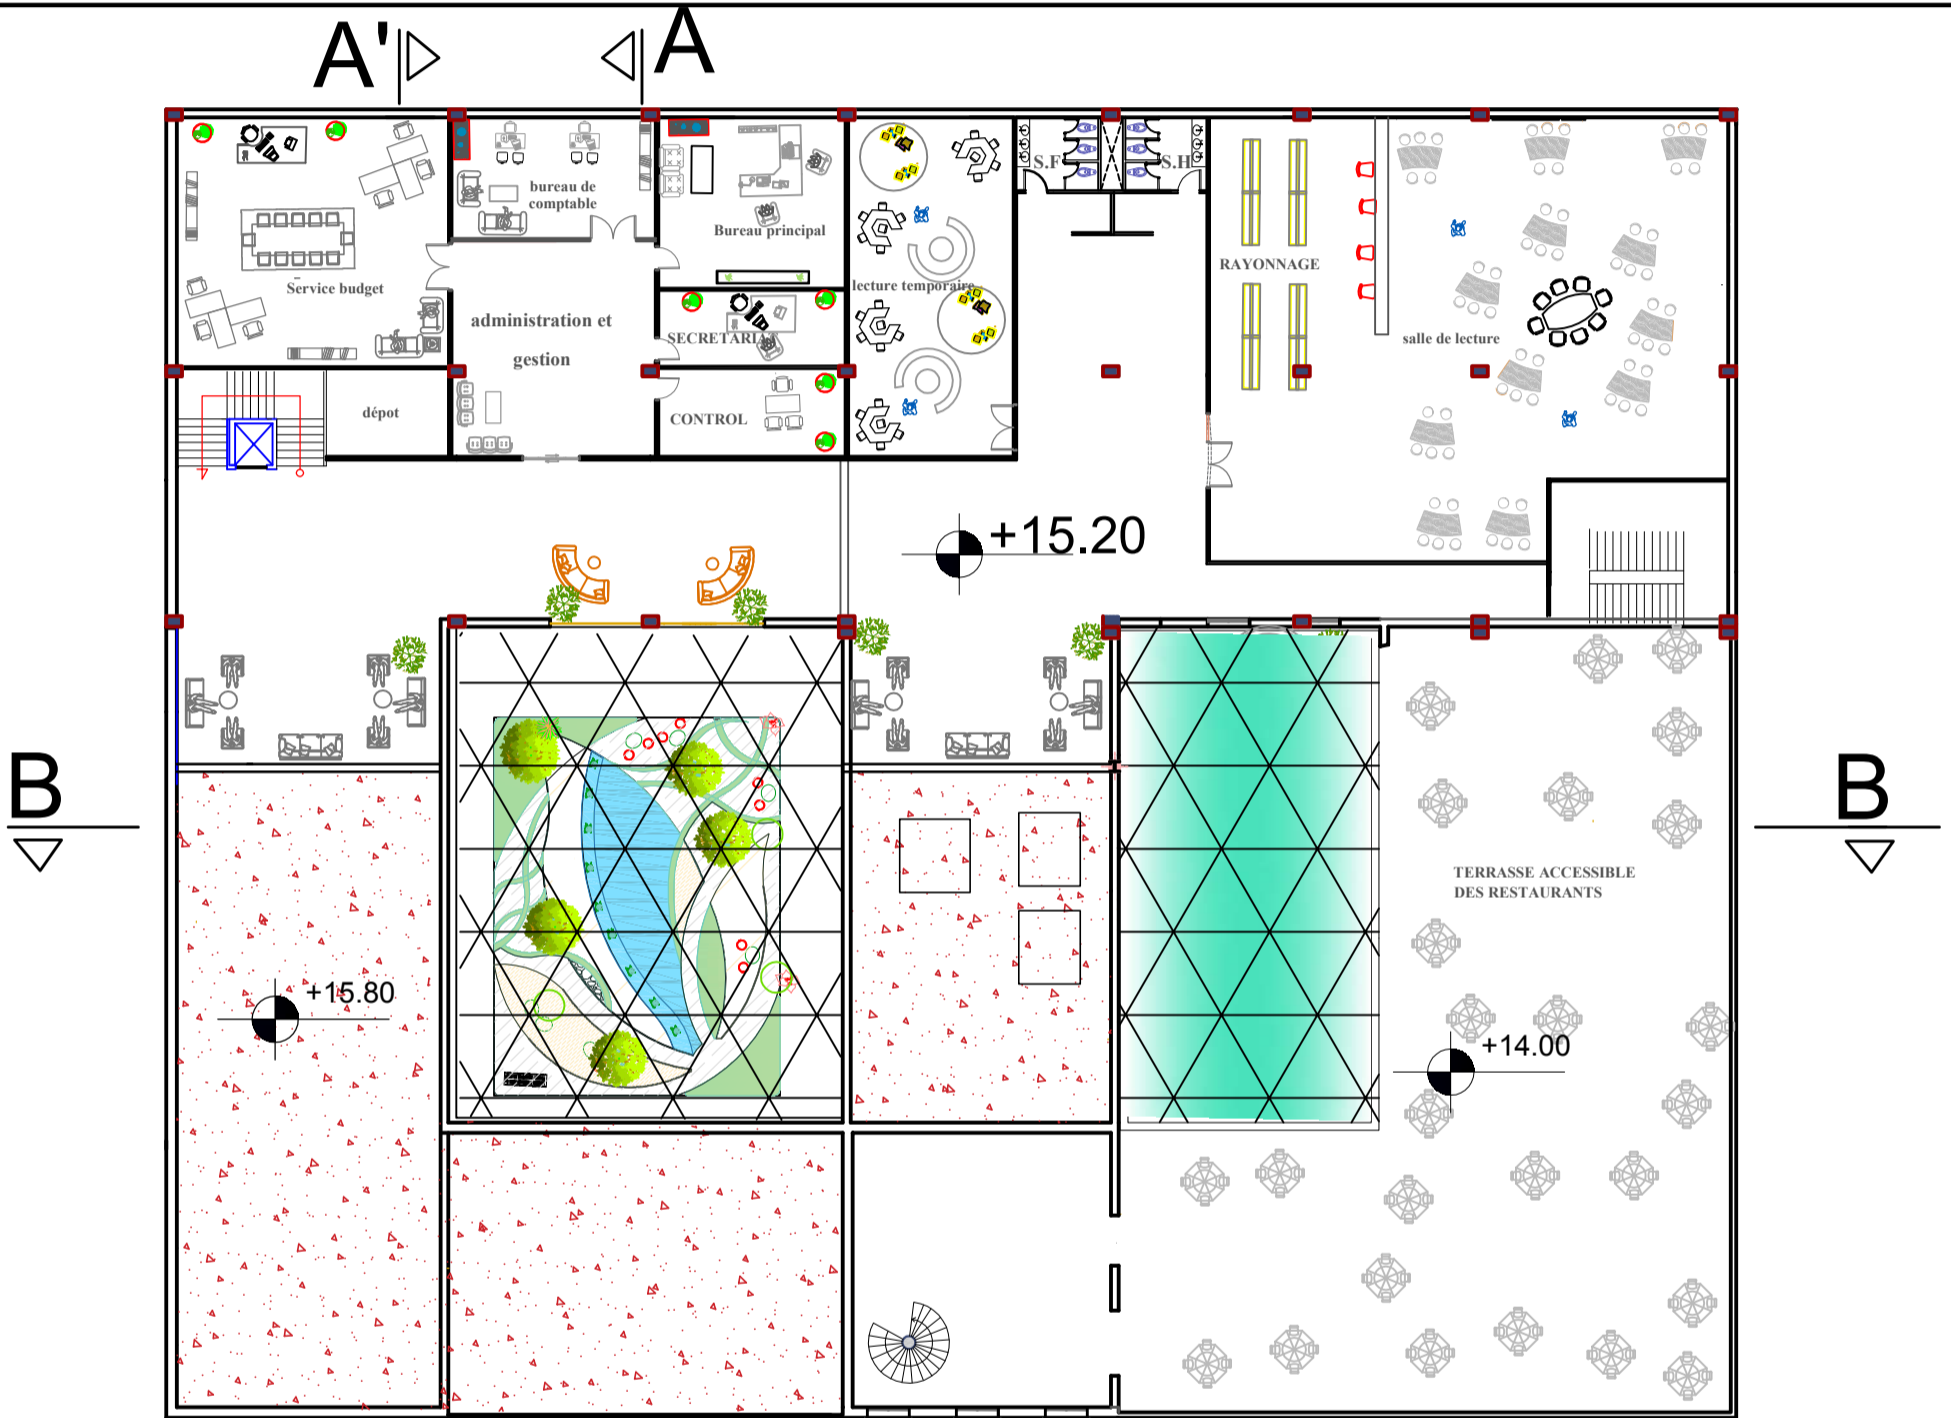 A'
A
S.F
S.H
bureau de
comptable
Bureau principal
Service budget
lecture temporaire
RAYONNAGE
administration et
gestion
SECRETARIA
salle de lecture
dépot
CONTROL
+15.20
B
B
TERRASSE ACCESSIBLE
DES RESTAURANTS
+15.80
+14.00